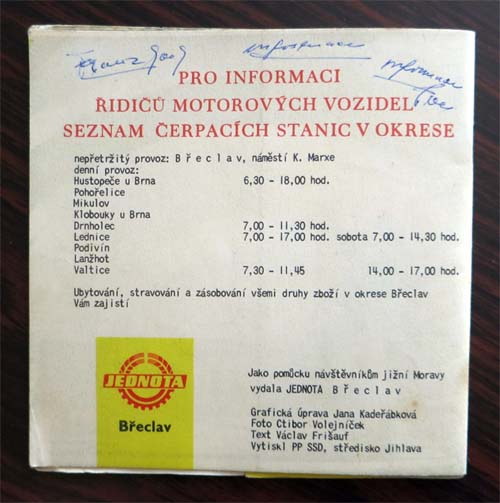 informace
PRO INFORMACI
ŘIDIČŮ MOTOROVÝCH VOZIDEL
SEZNAM ČERPACÍCH STANIC V OKRESE
nepřetržitý provoz: B ř e c l a v, náměstí K. Marxe
denní provoz:
Hustopeče u Brna 6,30 - 18,00 hod.
Pohořelice
Mikulov
Klobouky u Brna
Drnholec 7,00 - 11,30 hod.
Lednice 7,00 - 17,00 hod. sobota 7,00 - 14,30 hod.
Podivín
Lanžhot
Valtice 7,30 - 11,45 14,00 - 17,00 hod.
Ubytování, stravování a zásobování všemi druhy zboží v okrese Břeclav
Vám zajistí
JEDNOTA
Břeclav
Jako pomůcku návštěvníkům jižní Moravy
vydala JEDNOTA B ř e c l a v
Grafická úprava Jana Kadeřábková
Foto Ctibor Volejníček
Text Václav Frišauf
Vytiskl PP SSD, středisko Jihlava